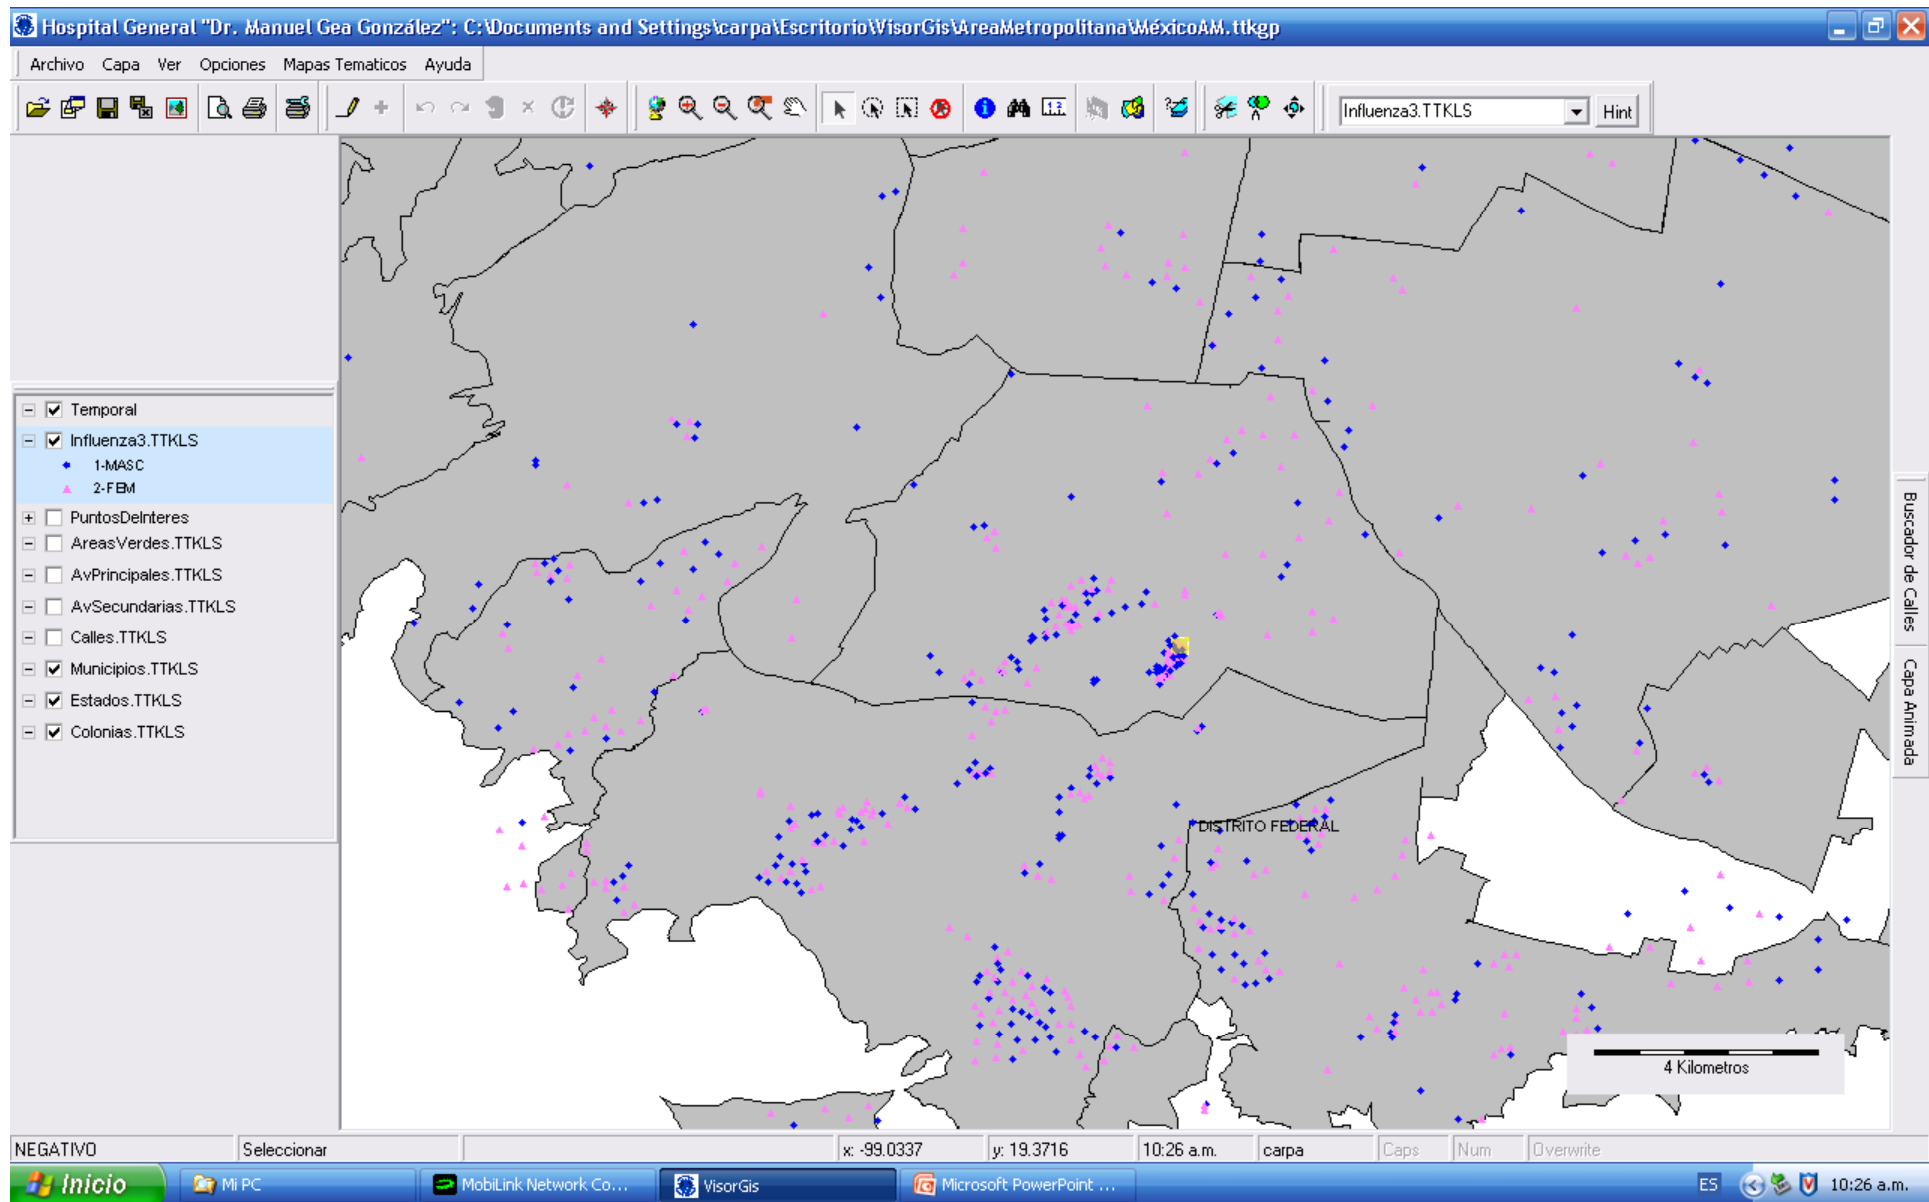 Hospital General "Dr. Manuel Gea González": C:\Documents and Settings\carpa\Escritorio\VisorGis\AreaMetropolitana\MéxicoAM.ttkgp
Archivo Capa Ver Opciones Mapas Tematicos Ayuda
1.2
Influenza3.TTKLS Hint
Temporal
Influenza3.TTKLS
1-MASC
2-FEM
PuntosDeInteres
AreasVerdes.TTKLS
AvPrincipales.TTKLS
AvSecundarias.TTKLS
Calles.TTKLS
Municipios.TTKLS
Estados.TTKLS
Colonias.TTKLS
DISTRITO FEDERAL
4 Kilometros
Buscador de Calles
Capa Animada
NEGATIVO Seleccionar x: -99.0337 y: 19.3716 10:26 a.m. carpa Caps Num Overwrite
Inicio Mi PC MobiLink Network Co... VisorGis Microsoft PowerPoint ... ES 10:26 a.m.